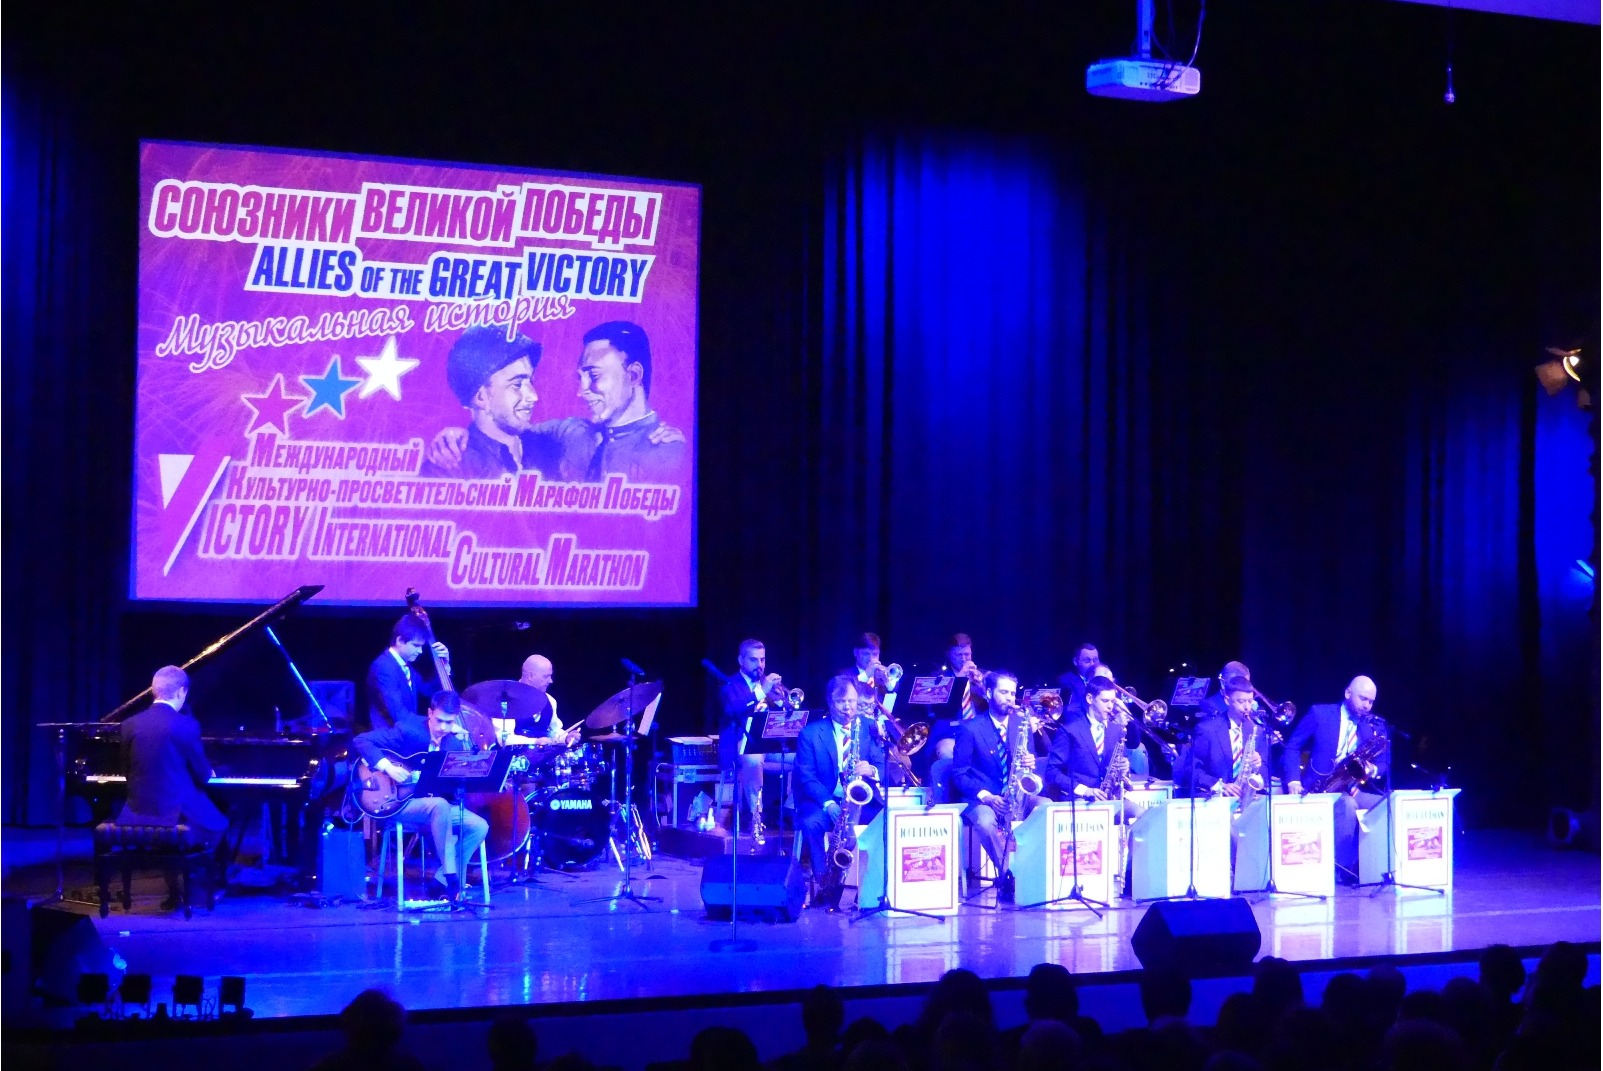 СОЮЗНИКИ ВЕЛИКОЙ ПОБЕДЫ
ALLIES OF THE GREAT VICTORY
Музыкальная история
МЕЖДУНАРОДНЫЙ
КУЛЬТУРНО-ПРОСВЕТИТЕЛЬСКИЙ МАРАФОН ПОБЕДЫ
VICTORY INTERNATIONAL
CULTURAL MARATHON
YAMAHA